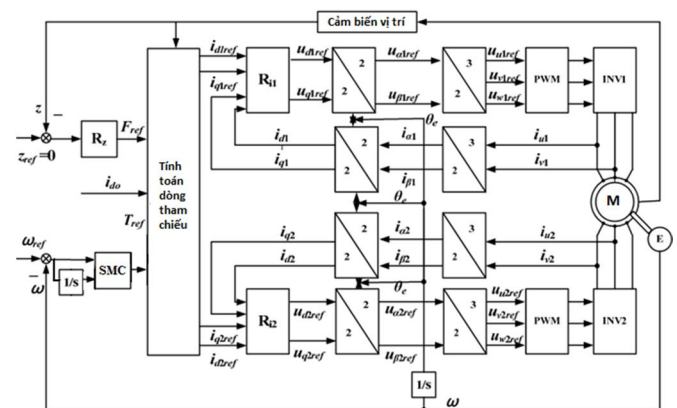 Cảm biến vị trí
z
−
z_ref=0
R_z
F_ref
i_do
T_ref
ω_ref
−
ω
1/s
SMC
Tính
toán
dòng
tham
chiếu
i_d1ref
i_q1ref
R_i1
u_d1ref
u_q1ref
2
2
u_α1ref
u_β1ref
3
2
u_u1ref
u_v1ref
u_w1ref
PWM
INV1
θ_e
i_d1
i_q1
2
2
i_α1
i_β1
3
2
i_u1
i_v1
θ_e
M
E
i_q2
i_d2
2
2
i_α2
i_β2
3
2
i_u2
i_v2
θ_e
i_q2ref
i_d2ref
R_i2
u_d2ref
u_q2ref
2
2
u_α2ref
u_β2ref
3
2
u_u2ref
u_v2ref
u_w2ref
PWM
INV2
1/s
ω